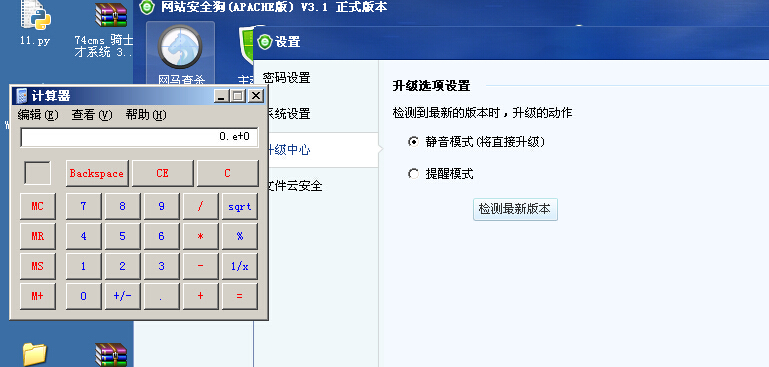 11.py
74cms 骑士
才系统 3..
网站安全狗(APACHE版) V3.1 正式版本
网马查杀
主
设置
密码设置
系统设置
升级中心
文件云安全
升级选项设置
检测到最新的版本时，升级的动作
静音模式(将直接升级)
提醒模式
检测最新版本
计算器
编辑(E) 查看(V) 帮助(H)
0.e+0
Backspace CE C
MC 7 8 9 / sqrt
MR 4 5 6 * %
MS 1 2 3 - 1/x
M+ 0 +/- . + =